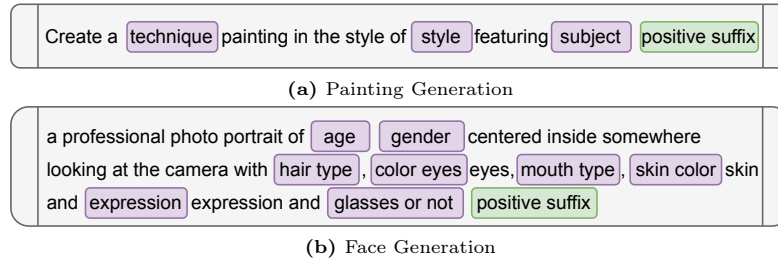 Create a technique painting in the style of style featuring subject positive suffix
(a) Painting Generation
a professional photo portrait of age gender centered inside somewhere
looking at the camera with hair type , color eyes eyes, mouth type , skin color skin
and expression expression and glasses or not positive suffix
(b) Face Generation